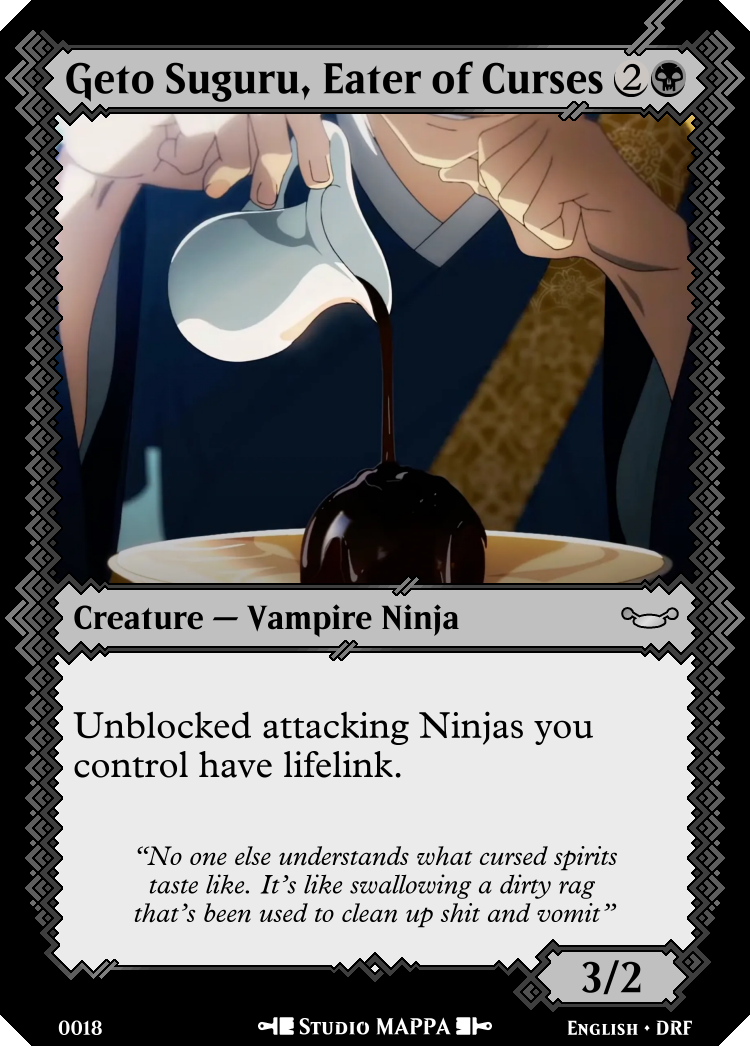 Geto Suguru, Eater of Curses 2
Creature — Vampire Ninja
Unblocked attacking Ninjas you
control have lifelink.
“No one else understands what cursed spirits
taste like. It’s like swallowing a dirty rag
that’s been used to clean up shit and vomit”
3/2
0018 Studio MAPPA English • DRF